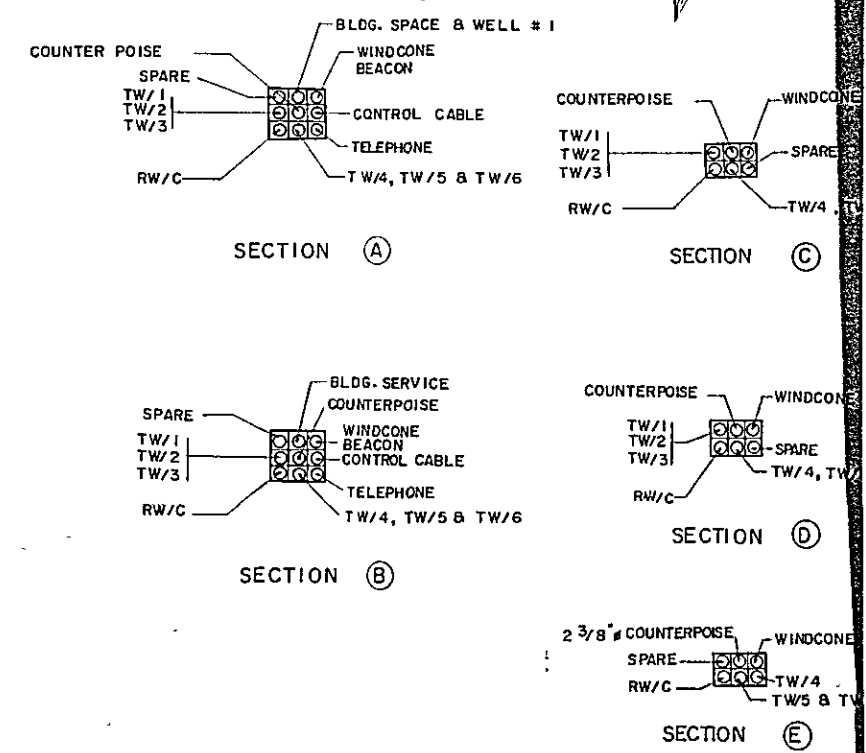 BLDG. SPACE & WELL # 1
COUNTER POISE
WINDCONE
BEACON
SPARE
TW/1
TW/2
TW/3
CONTROL CABLE
TELEPHONE
RW/C
TW/4, TW/5 & TW/6
SECTION A
COUNTERPOISE
WINDCONE
TW/1
TW/2
TW/3
SPARE
RW/C
TW/4,
SECTION C
BLDG. SERVICE
COUNTERPOISE
SPARE
WINDCONE
BEACON
TW/1
TW/2
TW/3
CONTROL CABLE
TELEPHONE
RW/C
TW/4, TW/5 & TW/6
SECTION B
COUNTERPOISE
WINDCON
TW/1
TW/2
TW/3
SPARE
TW/4, TW/
RW/C
SECTION D
2 3/8" ø COUNTERPOISE
WINDCONE
SPARE
RW/C
TW/4
TW/5 &
SECTION E